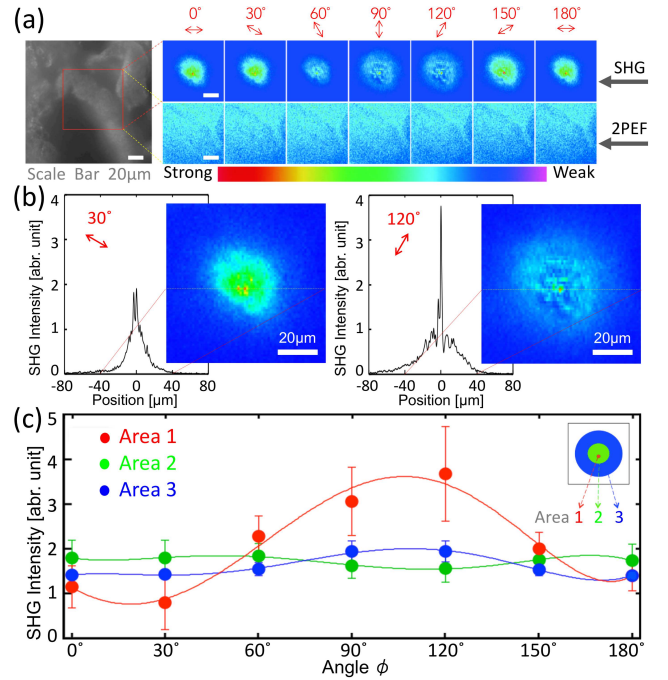 (a)
0° 30° 60° 90° 120° 150° 180°
SHG
2PEF
Scale Bar 20μm
Strong Weak
(b)
SHG Intensity [abr. unit]
4
3
2
1
0
30°
20μm
-80 -40 0 40 80
Position [μm]
SHG Intensity [abr. unit]
4
3
2
1
0
120°
20μm
-80 -40 0 40 80
Position [μm]
(c)
SHG Intensity [abr. unit]
5
4
3
2
1
0
Area 1
Area 2
Area 3
Area 1 2 3
0° 30° 60° 90° 120° 150° 180°
Angle ϕ